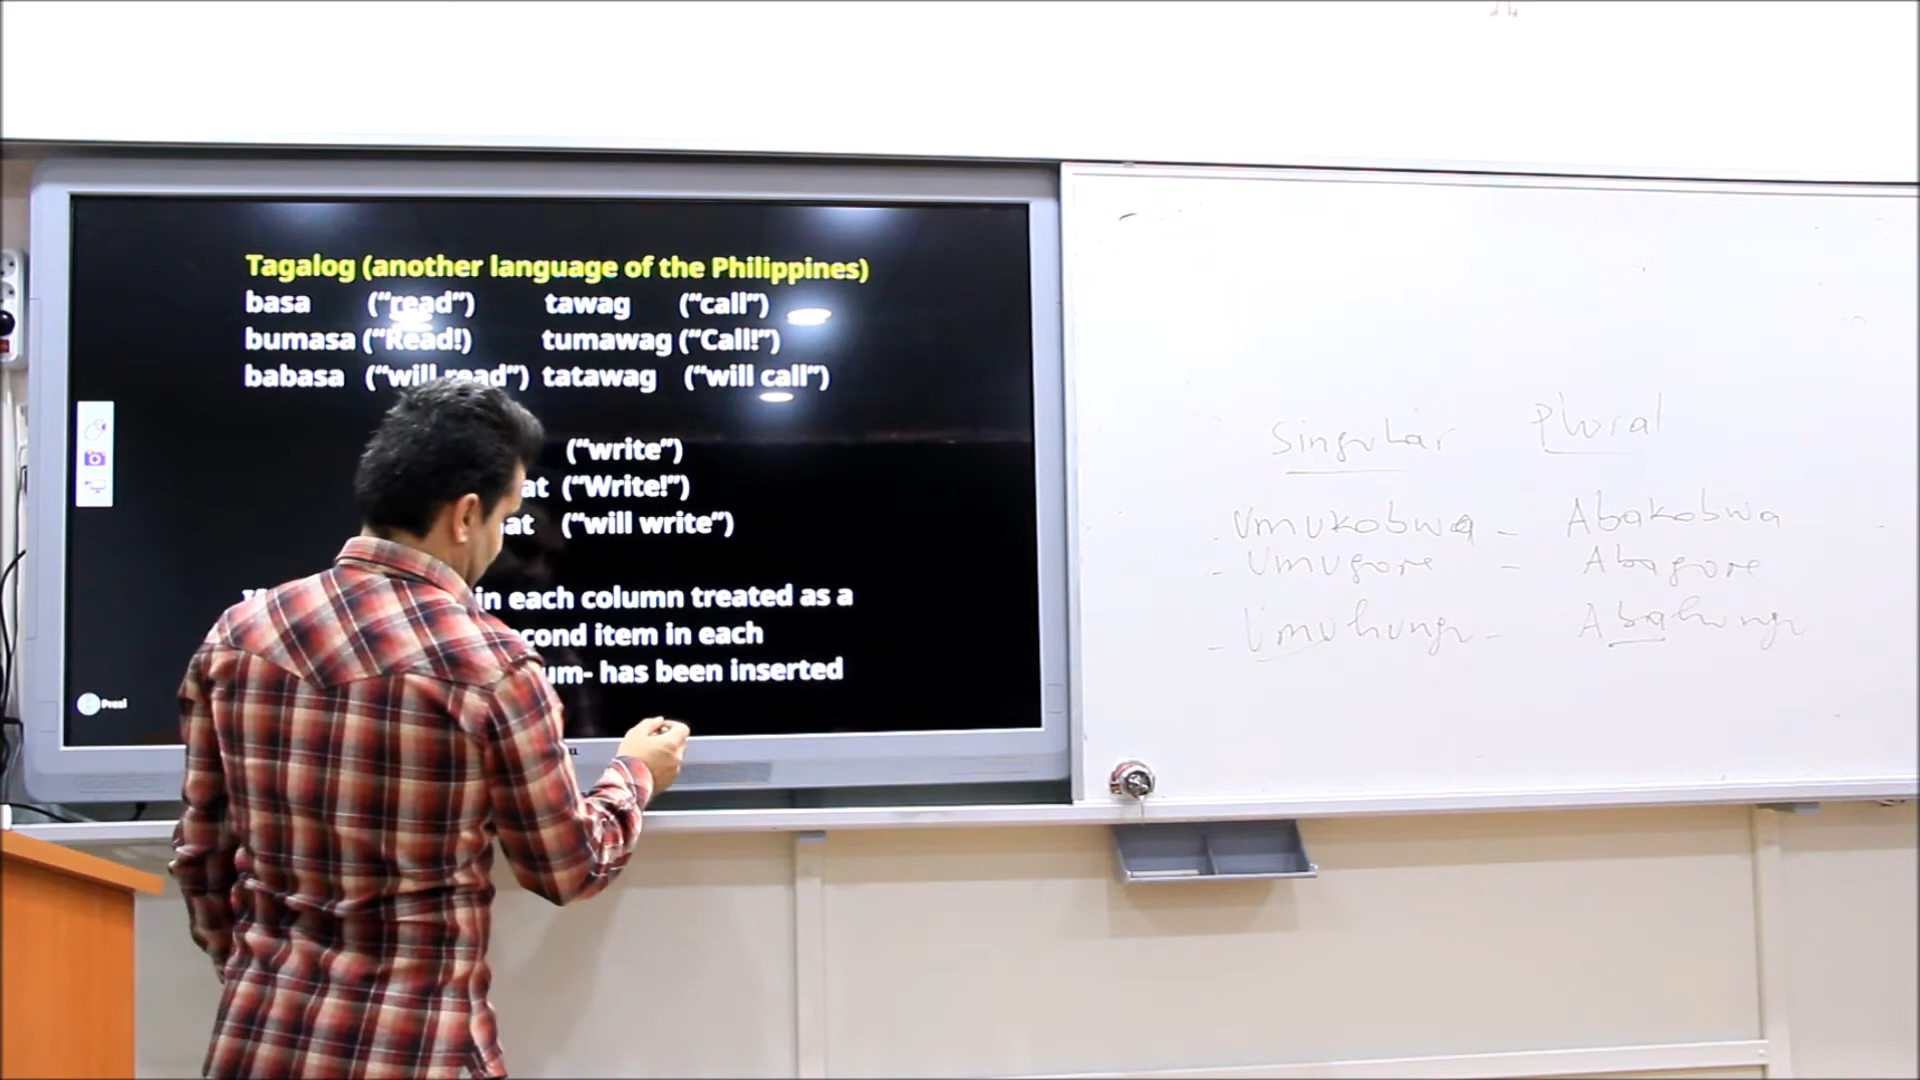 Tagalog (another language of the Philippines)
basa (“read”) tawag (“call”)
bumasa (“Read!) tumawag (“Call!”)
babasa (“will read”) tatawag (“will call”)
(“write”)
at (“Write!”)
at (“will write”)
in each column treated as a
cond item in each
um- has been inserted
Prezi
Singular Plural
- Umukobwa - Abakobwa
- Umugore - Abagore